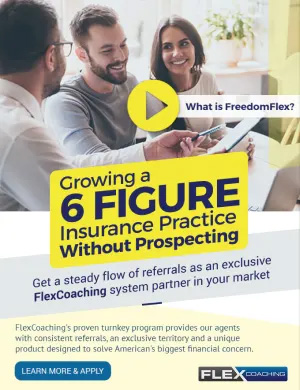 What is FreedomFlex?
Growing a
6 FIGURE
Insurance Practice
Without Prospecting
Get a steady flow of referrals as an exclusive
FlexCoaching system partner in your market
FlexCoaching's proven turnkey program provides our agents
with consistent referrals, an exclusive territory and a unique
product designed to solve American's biggest financial concern.
LEARN MORE & APPLY
FLEX COACHING